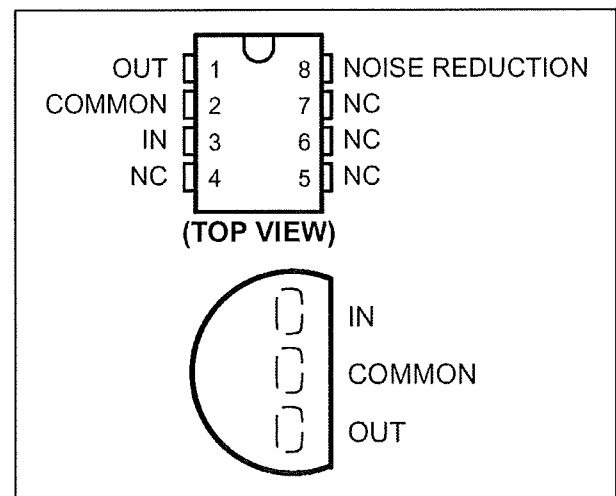 OUT 1 8 NOISE REDUCTION
COMMON 2 7 NC
IN 3 6 NC
NC 4 5 NC
(TOP VIEW)
IN
COMMON
OUT